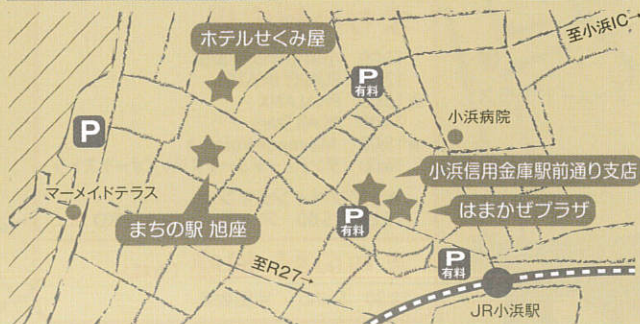 ホテルせくみ屋
至小浜IC→
P
有料
P
小浜病院
小浜信用金庫駅前通り支店
マーメイドテラス
はまかぜプラザ
まちの駅 旭座
P
有料
P
有料
至R27→
JR小浜駅